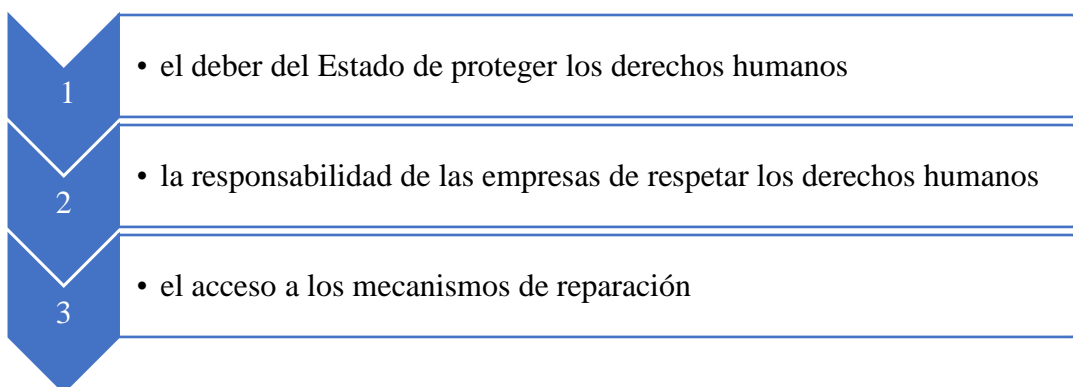 1
• el deber del Estado de proteger los derechos humanos
2
• la responsabilidad de las empresas de respetar los derechos humanos
3
• el acceso a los mecanismos de reparación